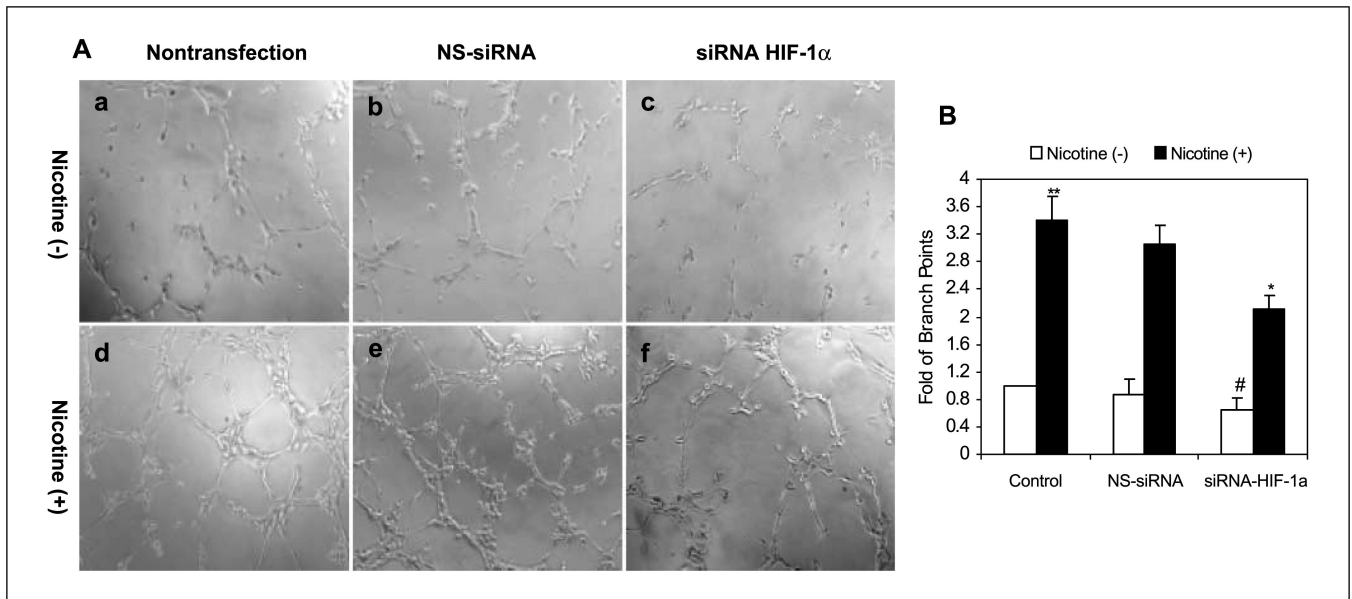 A
Nontransfection
NS-siRNA
siRNA HIF-1α
Nicotine (-)
a
b
c
Nicotine (+)
d
e
f
B
Nicotine (-)
Nicotine (+)
Fold of Branch Points
4
3.6
3.2
2.8
2.4
2
1.6
1.2
0.8
0.4
0
**
*
#
Control
NS-siRNA
siRNA-HIF-1a